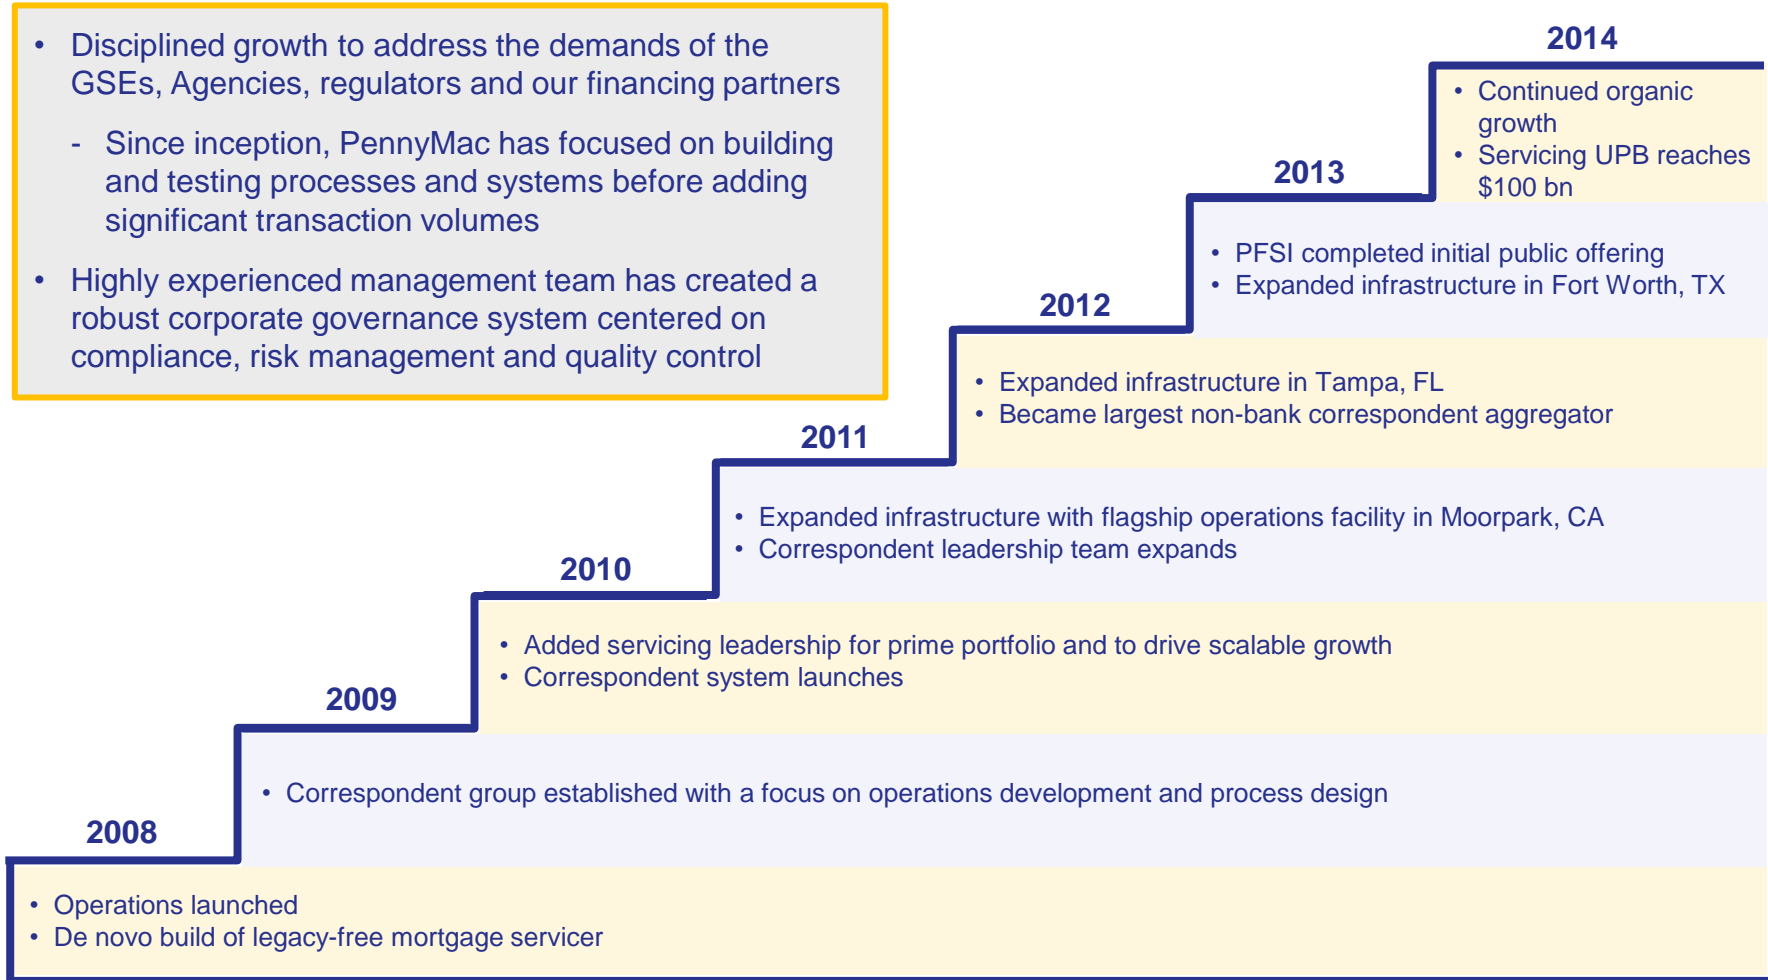 • Disciplined growth to address the demands of the
GSEs, Agencies, regulators and our financing partners
- Since inception, PennyMac has focused on building
and testing processes and systems before adding
significant transaction volumes
• Highly experienced management team has created a
robust corporate governance system centered on
compliance, risk management and quality control
2014
• Continued organic
growth
• Servicing UPB reaches
$100 bn
2013
• PFSI completed initial public offering
• Expanded infrastructure in Fort Worth, TX
2012
• Expanded infrastructure in Tampa, FL
• Became largest non-bank correspondent aggregator
2011
• Expanded infrastructure with flagship operations facility in Moorpark, CA
• Correspondent leadership team expands
2010
• Added servicing leadership for prime portfolio and to drive scalable growth
• Correspondent system launches
2009
• Correspondent group established with a focus on operations development and process design
2008
• Operations launched
• De novo build of legacy-free mortgage servicer